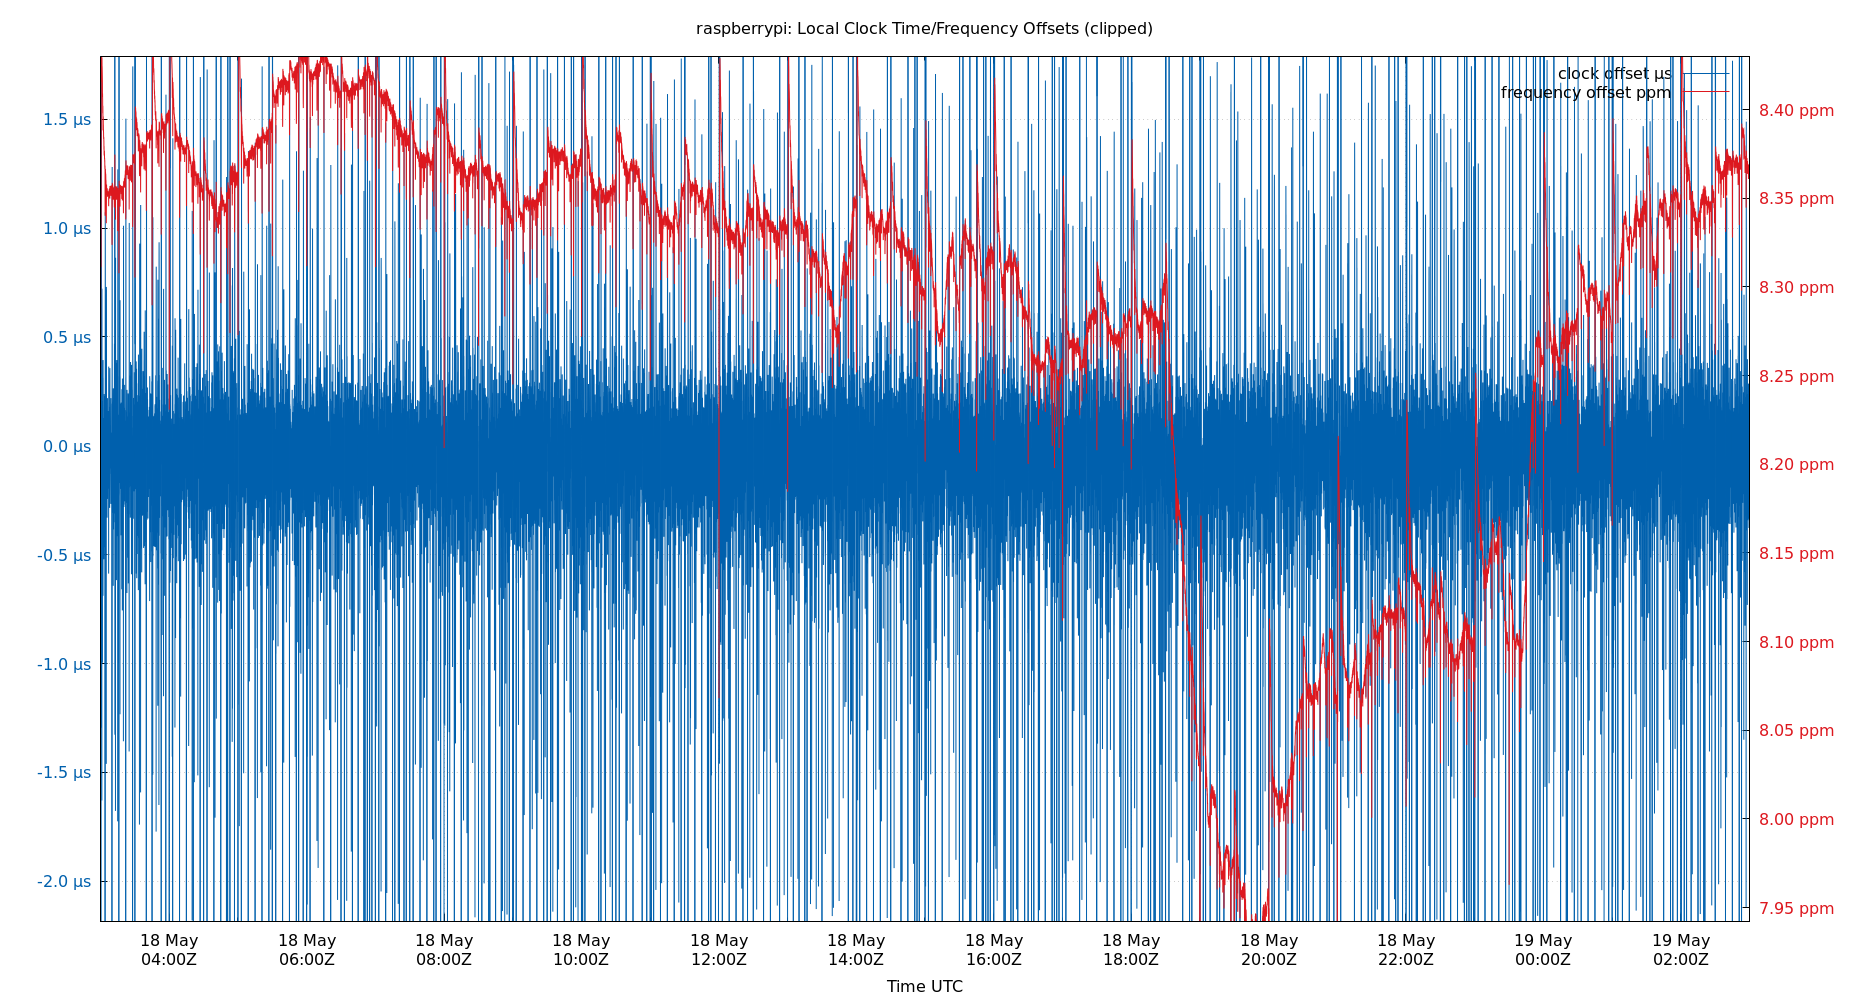 raspberrypi: Local Clock Time/Frequency Offsets (clipped)
clock offset µs
frequency offset ppm
1.5 µs
1.0 µs
0.5 µs
0.0 µs
-0.5 µs
-1.0 µs
-1.5 µs
-2.0 µs
8.40 ppm
8.35 ppm
8.30 ppm
8.25 ppm
8.20 ppm
8.15 ppm
8.10 ppm
8.05 ppm
8.00 ppm
7.95 ppm
18 May 18 May 18 May 18 May 18 May 18 May 18 May 18 May 18 May 18 May 19 May 19 May
04:00Z 06:00Z 08:00Z 10:00Z 12:00Z 14:00Z 16:00Z 18:00Z 20:00Z 22:00Z 00:00Z 02:00Z
Time UTC